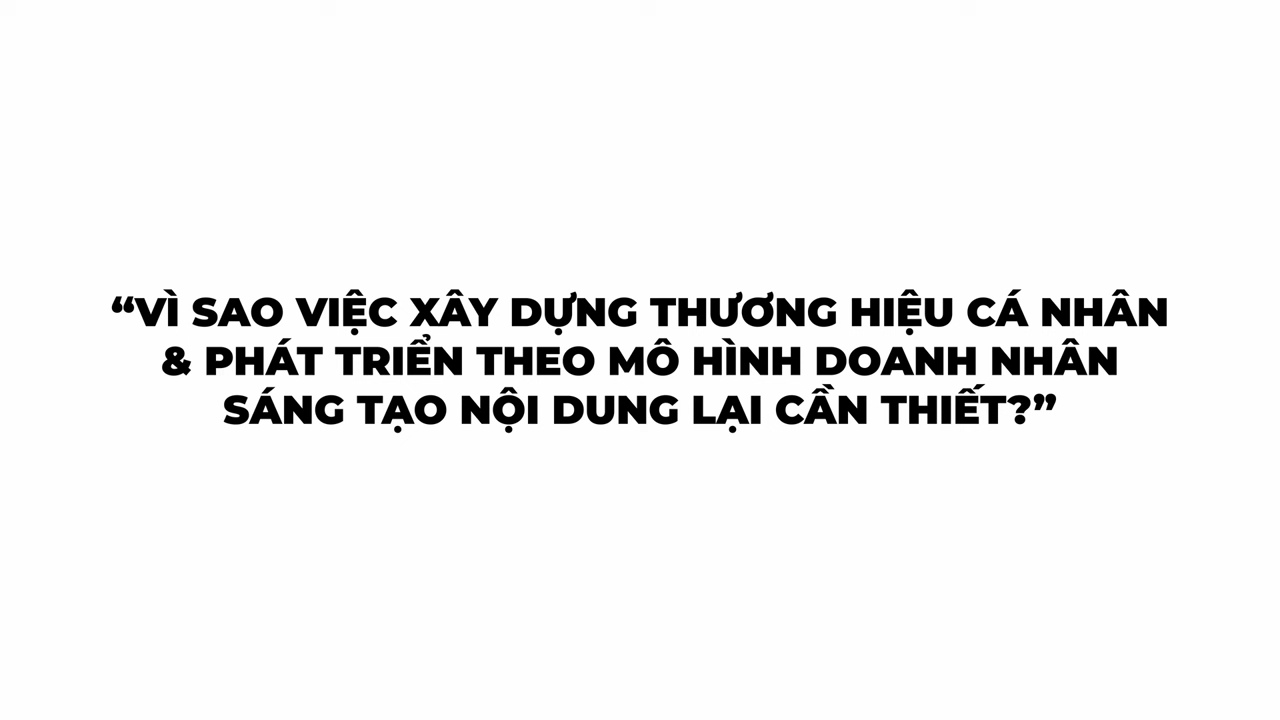 “VÌ SAO VIỆC XÂY DỰNG THƯƠNG HIỆU CÁ NHÂN
& PHÁT TRIỂN THEO MÔ HÌNH DOANH NHÂN
SÁNG TẠO NỘI DUNG LẠI CẦN THIẾT?”